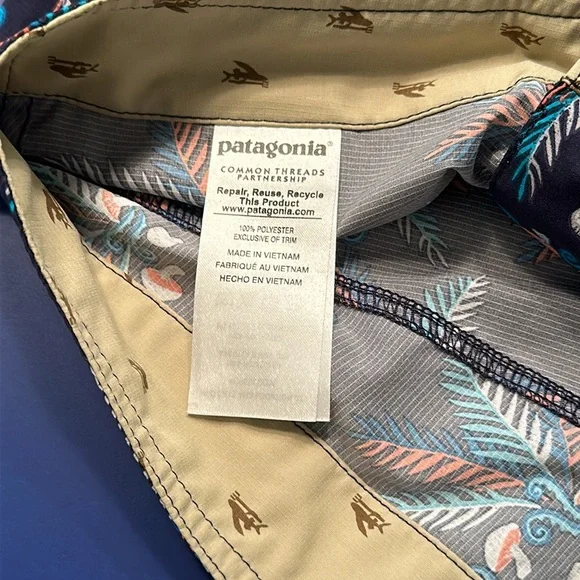 patagonia®
COMMON THREADS
PARTNERSHIP
Repair, Reuse, Recycle
This Product
www.patagonia.com
100% POLYESTER
EXCLUSIVE OF TRIM
MADE IN VIETNAM
FABRIQUÉ AU VIETNAM
HECHO EN VIETNAM